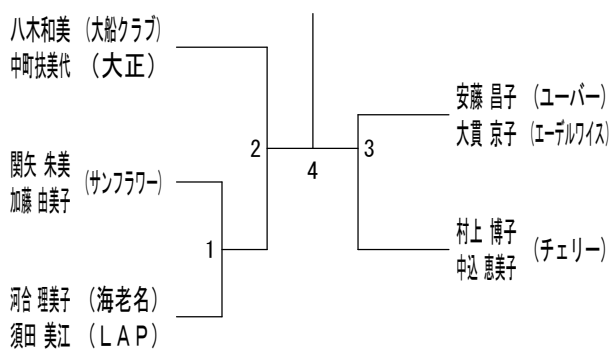 八木和美 (大船クラブ)
中町扶美代 (大正)
関矢 朱美
加藤 由美子
(サンフラワー)
河合 理美子 (海老名)
須田 美江 (ＬＡＰ)
1
2
4
3
安藤 昌子 (ユーバー)
大貫 京子 (エーデルワイス)
村上 博子
中込 恵美子
(チェリー)